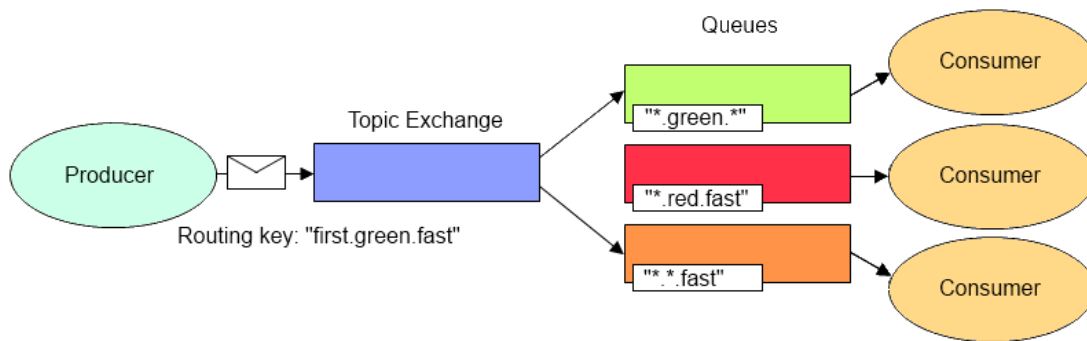 Queues
Consumer
"*.green.*"
Topic Exchange
Producer
Consumer
"*.red.fast"
Routing key: "first.green.fast"
"*.*.fast"
Consumer